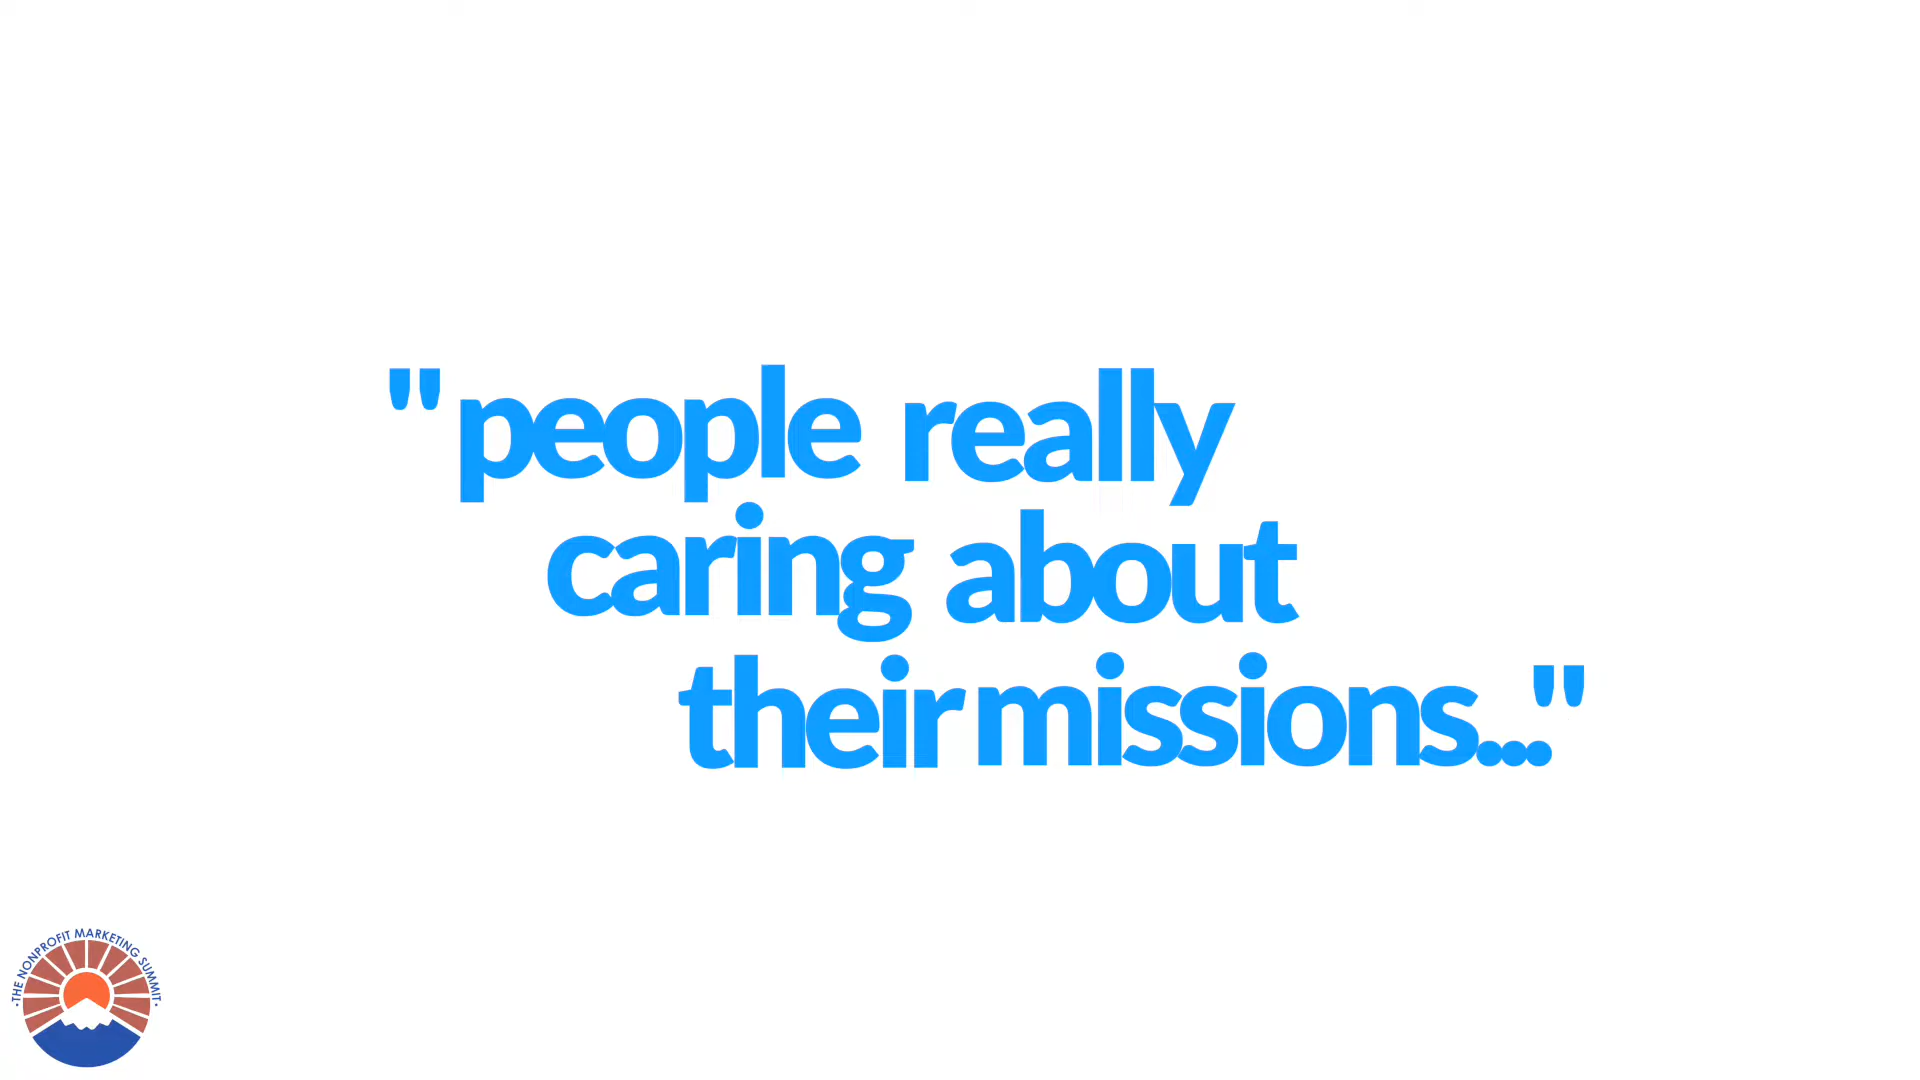 "people really
caring about
their missions..."
·THE NONPROFIT MARKETING SUMMIT·